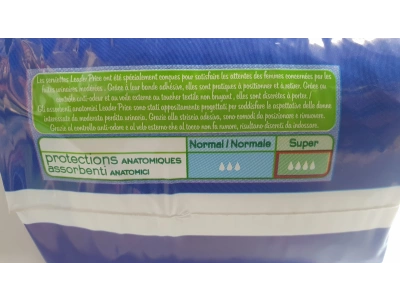 Les serviettes Leader Price ont été spécialement conçues pour satisfaire les attentes des femmes concernées par les
fuites urinaires modérées. Grâce à leur bande adhésive, elles sont pratiques à positionner et à retirer. Grâce au
contrôle anti-odeur et au voile externe au toucher textile non bruyant, elles sont discrètes à porter /
Gli assorbenti anatomici Leader Price sono stati appositamente progettati per soddisfare le aspettative delle donne
interessate da moderate perdite urinarie. Grazie alla striscia adesiva, sono comodi da posizionare e rimuovere.
Grazie al controllo anti-odore e al velo esterno che al tocco non fa rumore, risultano discreti da indossare.
Normal / Normale Super
protections ANATOMIQUES
assorbenti ANATOMICI